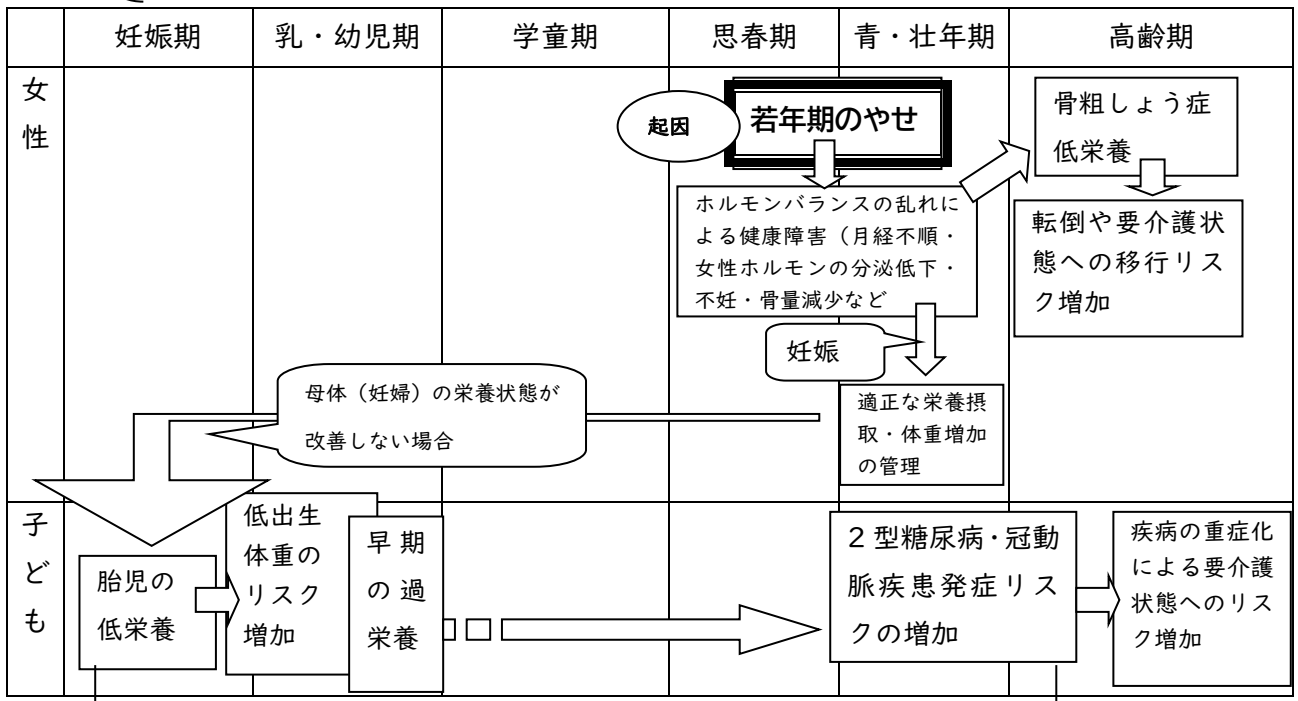 妊娠期
乳・幼児期
学童期
思春期
青・壮年期
高齢期
女
性
起因
若年期のやせ
骨粗しょう症
低栄養
ホルモンバランスの乱れに
よる健康障害（月経不順・
女性ホルモンの分泌低下・
不妊・骨量減少など
転倒や要介護状
態への移行リス
ク増加
妊娠
母体（妊婦）の栄養状態が
改善しない場合
適正な栄養摂
取・体重増加
の管理
子
ど
も
胎児の
低栄養
低出生
体重の
リスク
増加
早期
の過
栄養
２型糖尿病・冠動
脈疾患発症リス
クの増加
疾病の重症化
による要介護
状態へのリス
ク増加